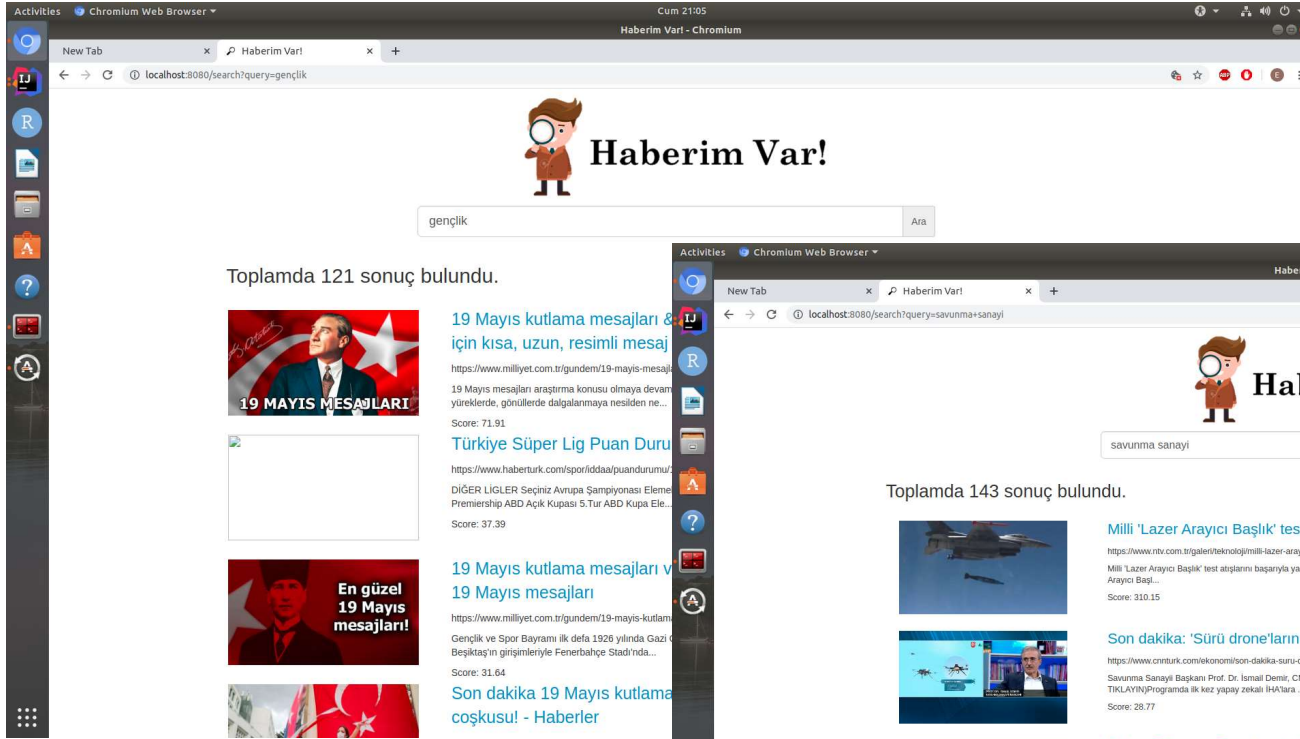 Activities Chromium Web Browser Cum 21:05
Haberim Var! - Chromium
New Tab Haberim Var!
localhost:8080/search?query=gençlik ABP E
Haberim Var!
gençlik Ara
Toplamda 121 sonuç bulundu.
19 MAYIS MESAJLARI
19 Mayıs kutlama mesajları &
için kısa, uzun, resimli mesaj
https://www.milliyet.com.tr/gundem/19-mayis-mesajla
19 Mayıs mesajları araştırma konusu olmaya devam
yüreklerde, gönüllerde dalgalanmaya nesilden ne...
Score: 71.91
Türkiye Süper Lig Puan Duru
https://www.haberturk.com/spor/iddaa/puandurumu/
DİĞER LİGLER Seçiniz Avrupa Şampiyonası Eleme
Premiership ABD Açık Kupası 5.Tur ABD Kupa Ele...
Score: 37.39
En güzel
19 Mayıs
mesajları!
19 Mayıs kutlama mesajları v
19 Mayıs mesajları
https://www.milliyet.com.tr/gundem/19-mayis-kutlam
Gençlik ve Spor Bayramı ilk defa 1926 yılında Gazi
Beşiktaş'ın girişimleriyle Fenerbahçe Stadı'nda...
Score: 31.64
Son dakika 19 Mayıs kutlama
coşkusu! - Haberler
IJ
R
A
?
Activities Chromium Web Browser
Haber
New Tab Haberim Var!
localhost:8080/search?query=savunma+sanayi
Hal
savunma sanayi
Toplamda 143 sonuç bulundu.
Milli 'Lazer Arayıcı Başlık' tes
https://www.ntv.com.tr/galeri/teknoloji/milli-lazer-aray
Milli 'Lazer Arayıcı Başlık' test atışlarını başarıyla ya
Arayıcı Başl...
Score: 310.15
Son dakika: 'Sürü drone'ların
https://www.cnnturk.com/ekonomi/son-dakika-suru-d
Savunma Sanayii Başkanı Prof. Dr. İsmail Demir, CN
TIKLAYIN)Programda ilk kez yapay zekalı İHA'lara .
Score: 28.77
IJ
R
A
?